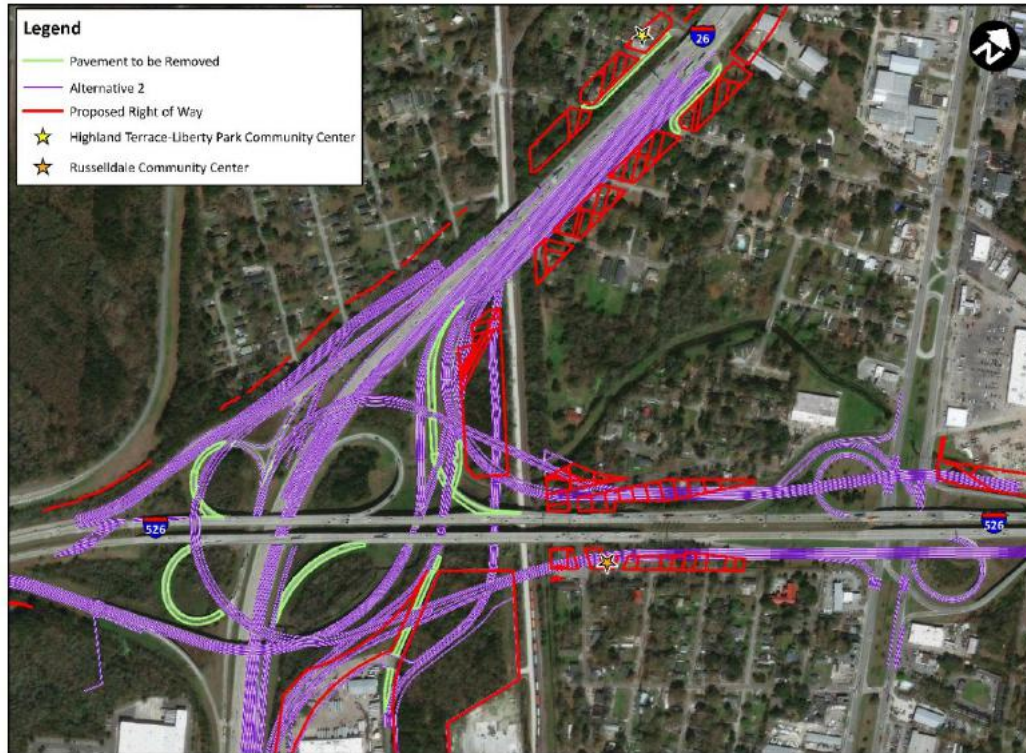 Legend
Pavement to be Removed
Alternative 2
Proposed Right of Way
Highland Terrace-Liberty Park Community Center
Russelldale Community Center
26
N
526
526